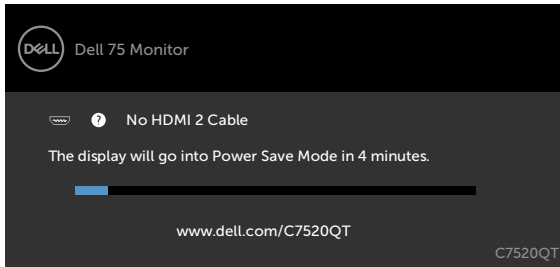 DELL Dell 75 Monitor
? No HDMI 2 Cable
The display will go into Power Save Mode in 4 minutes.
www.dell.com/C7520QT
C7520QT